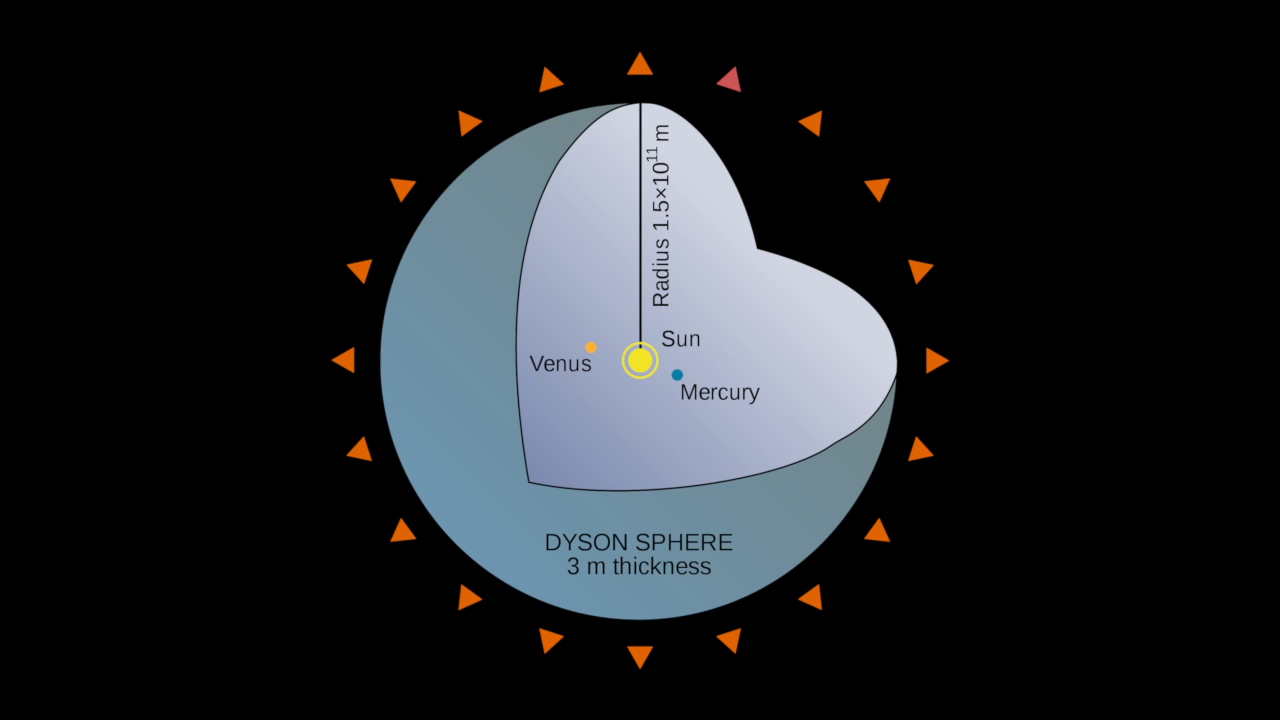 Radius 1.5×10¹¹ m
Sun
Venus
Mercury
DYSON SPHERE
3 m thickness